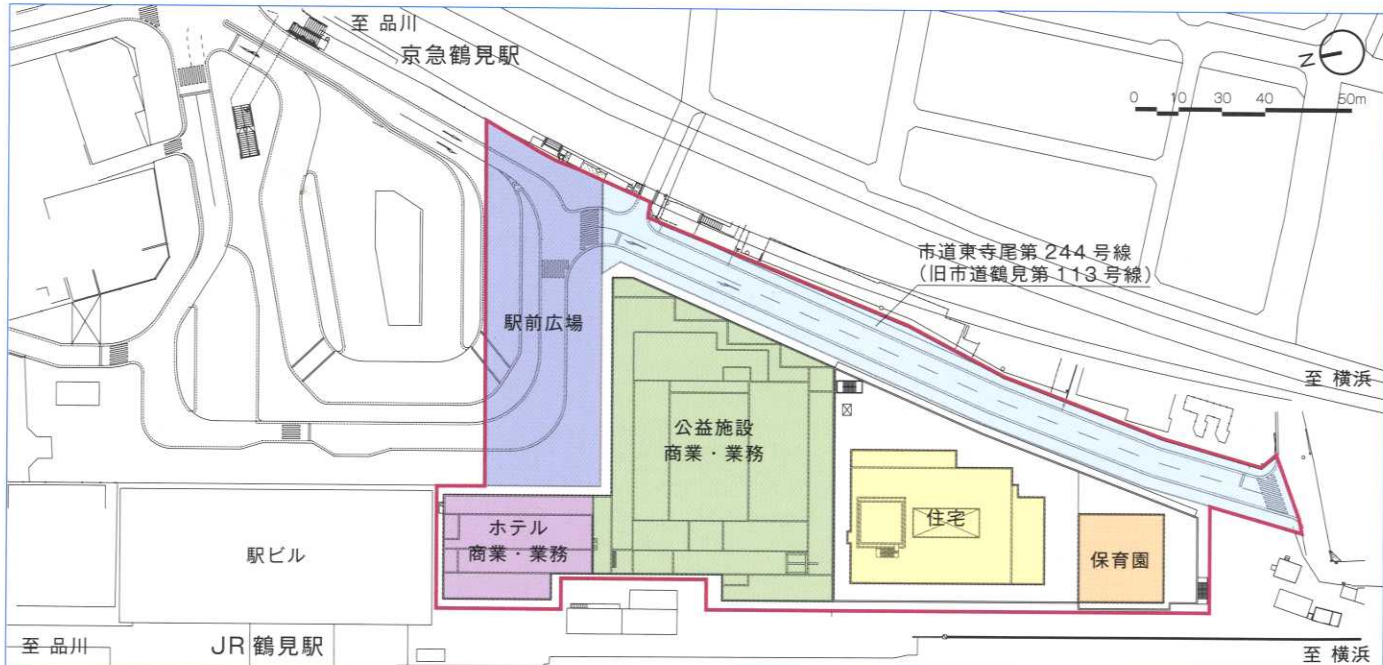 至 品川
京急鶴見駅
N
0 10 30 40 50m
市道東寺尾第 244 号線
(旧市道鶴見第 113 号線)
駅前広場
至 横浜
公益施設
商業・業務
住宅
ホテル
商業・業務
保育園
駅ビル
至 品川
JR 鶴見駅
至 横浜